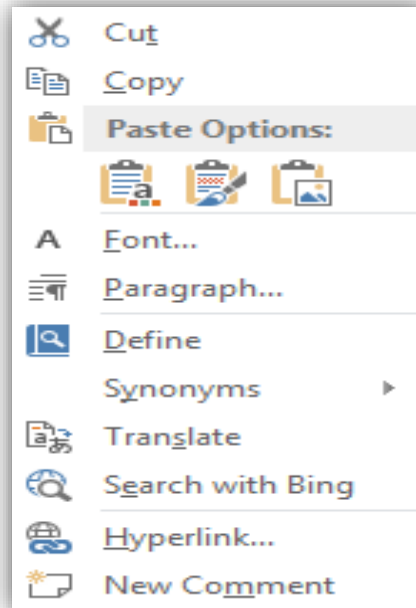 Cut
Copy
Paste Options:
Font...
Paragraph...
Define
Synonyms
Translate
Search with Bing
Hyperlink...
New Comment